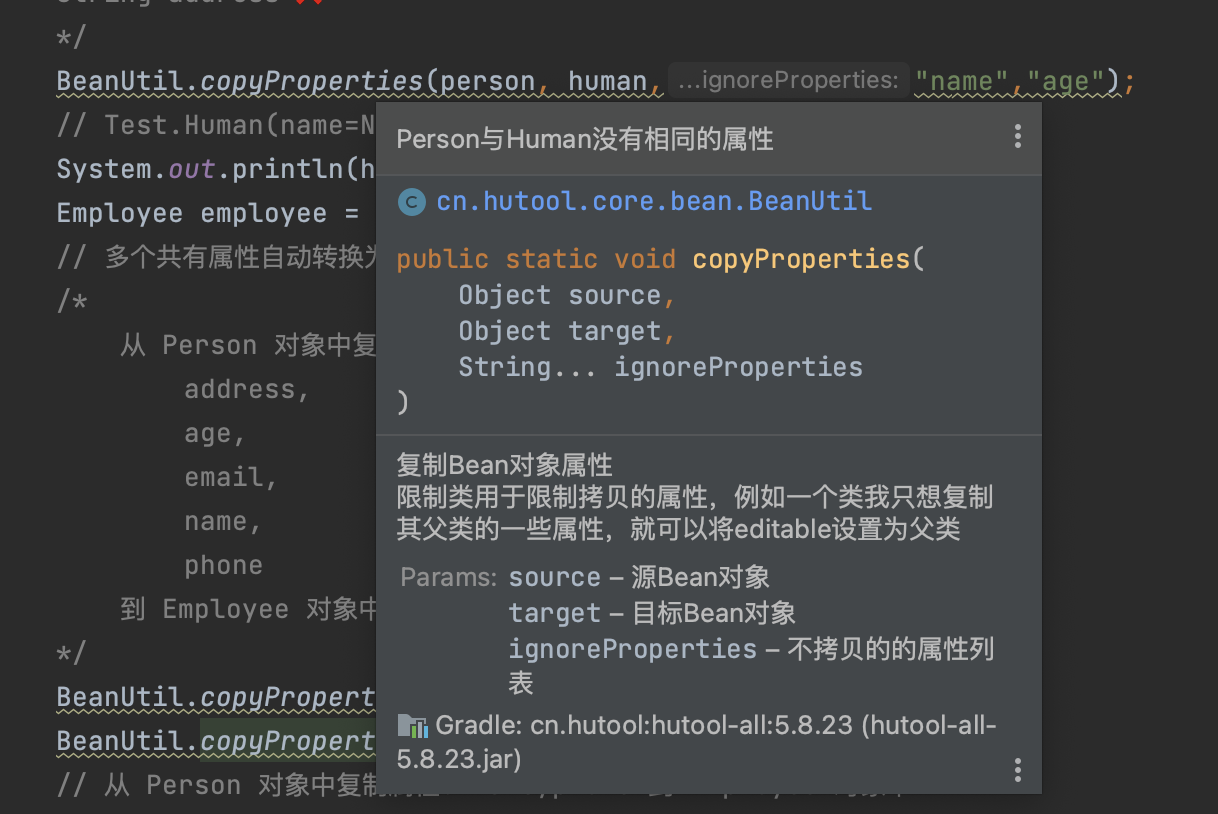 */
BeanUtil.copyProperties(person, human, ...ignoreProperties: "name","age");
// Test.Human(name=N
System.out.println(h
Employee employee =
// 多个共有属性自动转换为
/*
从 Person 对象中复
address,
age,
email,
name,
phone
到 Employee 对象中
*/
BeanUtil.copyPropert
BeanUtil.copyPropert
// 从 Person 对象中复制
Person与Human没有相同的属性
C cn.hutool.core.bean.BeanUtil
public static void copyProperties(
Object source,
Object target,
String... ignoreProperties
)
复制Bean对象属性
限制类用于限制拷贝的属性，例如一个类我只想复制
其父类的一些属性，就可以将editable设置为父类
Params: source – 源Bean对象
target – 目标Bean对象
ignoreProperties – 不拷贝的的属性列
表
Gradle: cn.hutool:hutool-all:5.8.23 (hutool-all-
5.8.23.jar)